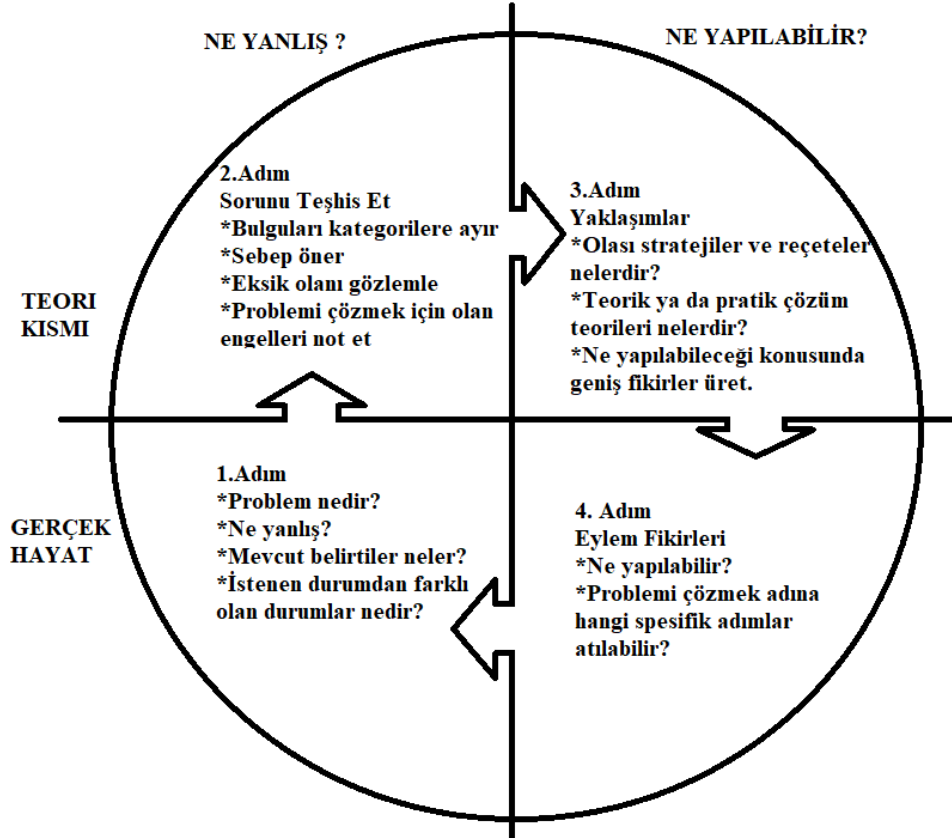 NE YANLIŞ ?
NE YAPILABİLİR?
TEORI
KISMI
2.Adım
Sorunu Teşhis Et
*Bulguları kategorilere ayır
*Sebep öner
*Eksik olanı gözlemle
*Problemi çözmek için olan
engelleri not et
3.Adım
Yaklaşımlar
*Olası stratejiler ve reçeteler
nelerdir?
*Teorik ya da pratik çözüm
teorileri nelerdir?
*Ne yapılabileceği konusunda
geniş fikirler üret.
GERÇEK
HAYAT
1.Adım
*Problem nedir?
*Ne yanlış?
*Mevcut belirtiler neler?
*İstenen durumdan farklı
olan durumlar nedir?
4. Adım
Eylem Fikirleri
*Ne yapılabilir?
*Problemi çözmek adına
hangi spesifik adımlar
atılabilir?